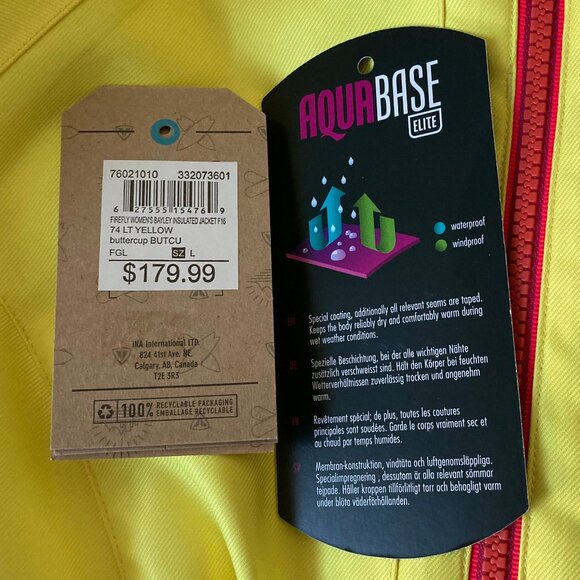 76021010 332073601
6 27555 15476 9
FIREFLY WOMEN'S BAYLEY INSULATED JACKET F16
74 LT YELLOW
buttercup BUTCU
FGL SZ L
$179.99
INA International LTD.
824 41st Ave. NE,
Calgary, AB, Canada
T2E 3R3
100% RECYCLABLE PACKAGING
EMBALLAGE RECYCLABLE
AQUABASE
ELITE
waterproof
windproof
EN
Special coating, additionally all relevant seams are taped.
Keeps the body reliably dry and comfortably warm during
wet weather conditions.
DE
Spezielle Beschichtung, bei der alle wichtigen Nähte
zusätzlich verschweisst sind. Hält den Körper bei feuchten
Wetterverhältnissen zuverlässig trocken und angenehm
warm.
Revêtement spécial; de plus, toutes les coutures
principales sont soudées. Garde le corps vraiment sec et
au chaud par temps humides.
SV
Membran-konstruktion, vindtäta och luftgenomsläppliga.
Specialimpregnering , dessutom är alla relevant sömmar
tejpade. Håller kroppen tillförlitligt torr och behagligt varm
under blöta väderförhållanden.